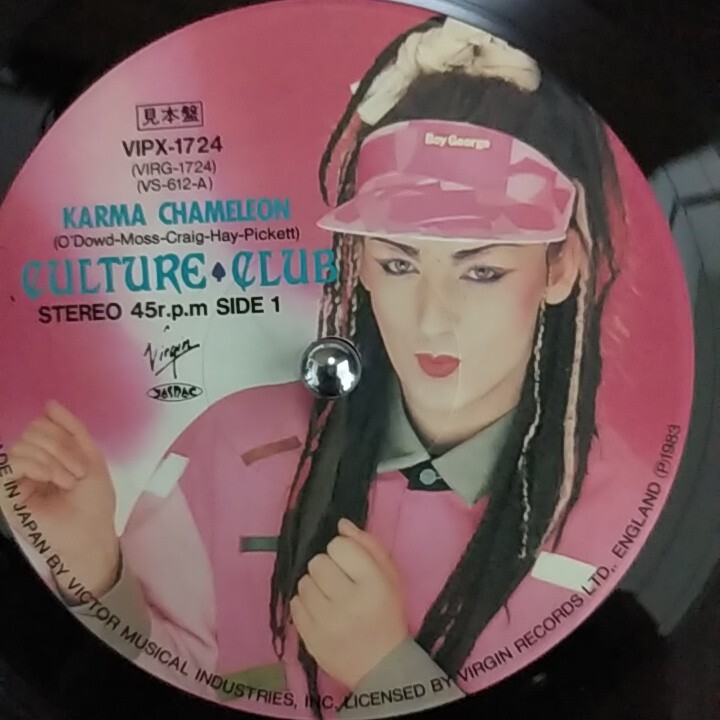 見本盤
VIPX-1724
(VIRG-1724)
(VS-612-A)
KARMA CHAMELEON
(O'Dowd-Moss-Craig-Hay-Pickett)
CULTURE♠CLUB
STEREO 45r.p.m SIDE 1
Virgin
JASRAC
Boy George
MADE IN JAPAN BY VICTOR MUSICAL INDUSTRIES, INC. LICENSED BY VIRGIN RECORDS LTD., ENGLAND Ⓟ1983